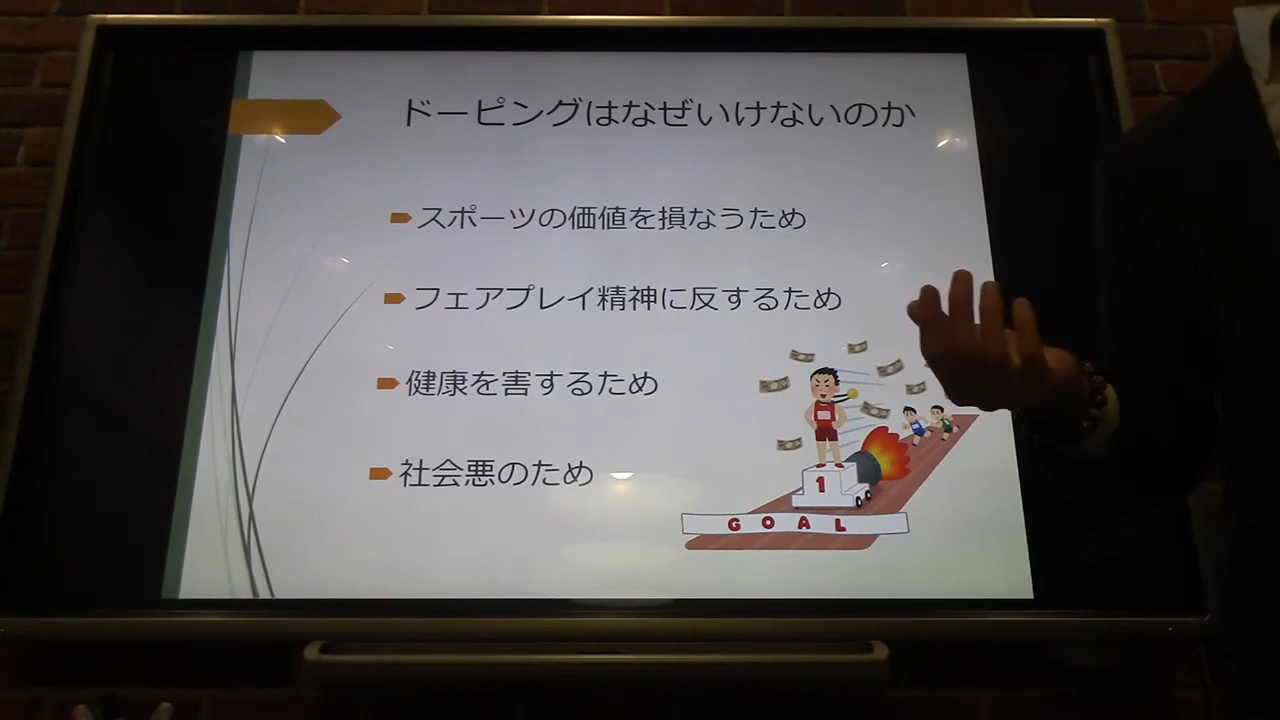 ドーピングはなぜいけないのか
スポーツの価値を損なうため
フェアプレイ精神に反するため
健康を害するため
社会悪のため
1
GOAL